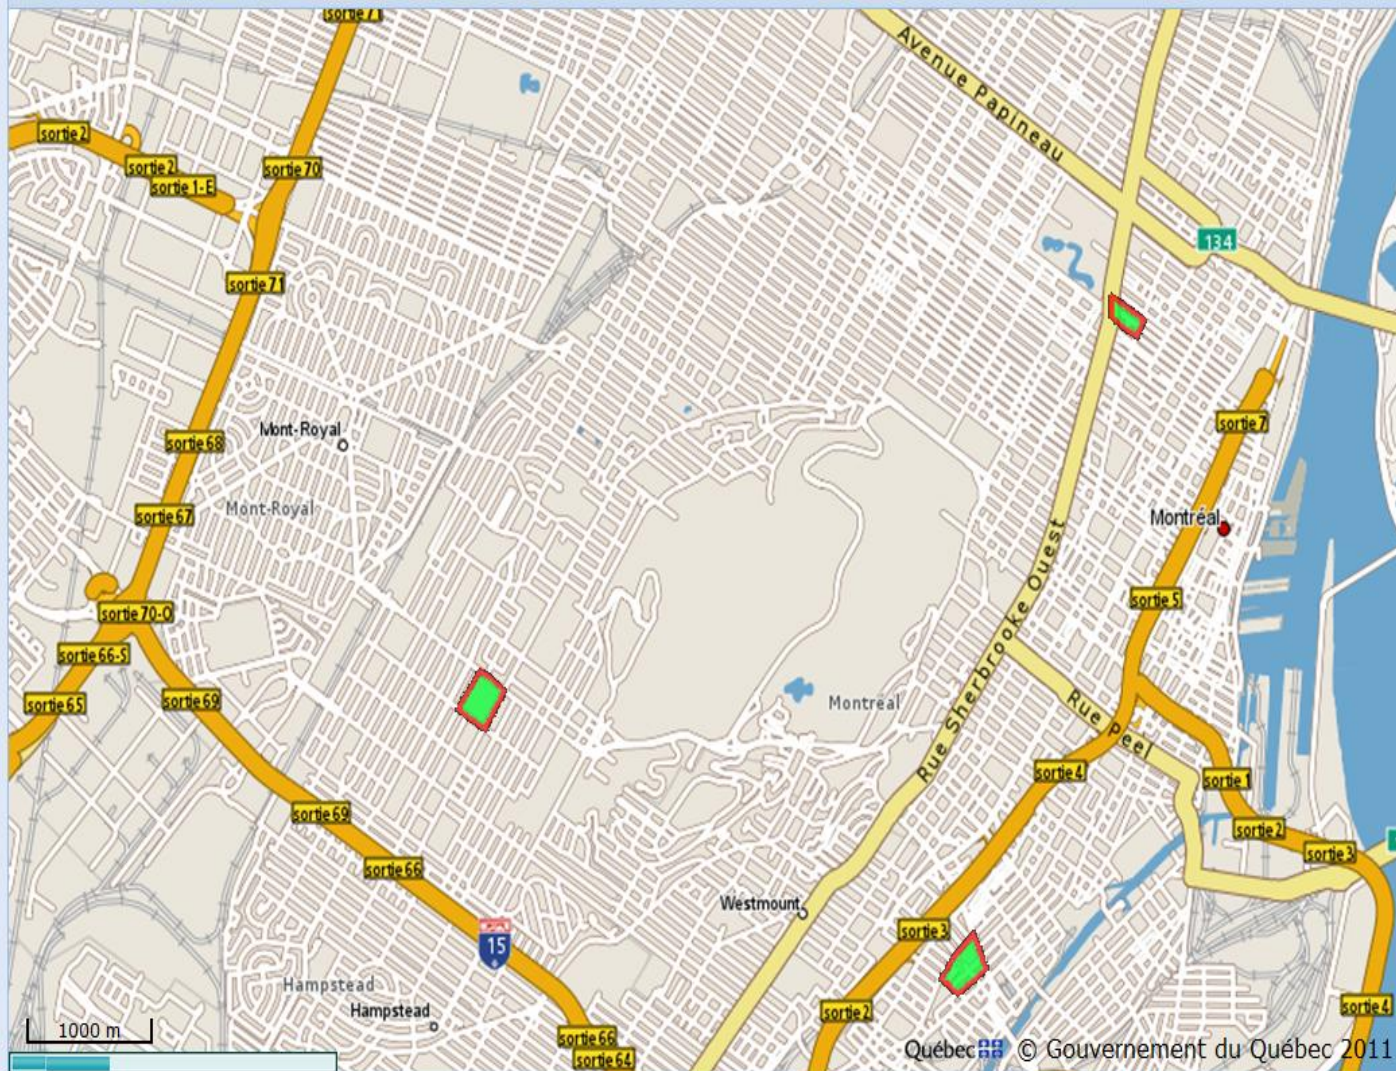 sortie 71
Avenue Papineau
sortie 2
sortie 2
sortie 1-E
sortie 70
134
sortie 71
sortie 7
Mont-Royal
sortie 68
Mont-Royal
sortie 67
Montréal
sortie 5
sortie 70-O
sortie 66-S
sortie 65
sortie 69
Montréal
Rue Sherbrooke Ouest
Rue Peel
sortie 4
sortie 1
sortie 69
sortie 2
sortie 3
sortie 66
Westmount
sortie 3
15
Hampstead
Hampstead
sortie 2
sortie 4
1000 m
sortie 66
sortie 64
Québec © Gouvernement du Québec 2011